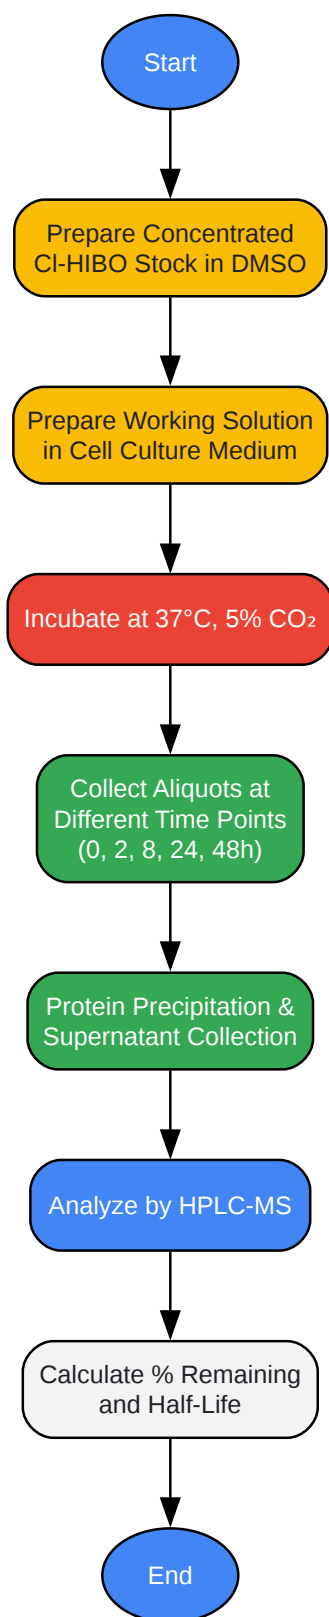 Start
Prepare Concentrated
Cl-HIBO Stock in DMSO
Prepare Working Solution
in Cell Culture Medium
Incubate at 37°C, 5% CO₂
Collect Aliquots at
Different Time Points
(0, 2, 8, 24, 48h)
Protein Precipitation &
Supernatant Collection
Analyze by HPLC-MS
Calculate % Remaining
and Half-Life
End